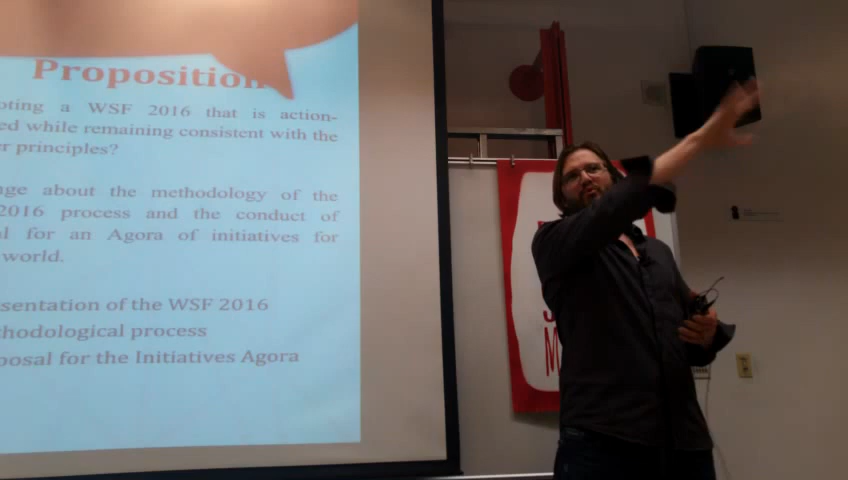 Proposition
oting a WSF 2016 that is action-
ed while remaining consistent with the
r principles?
nge about the methodology of the
2016 process and the conduct of
l for an Agora of initiatives for
world.
sentation of the WSF 2016
thodological process
posal for the Initiatives Agora